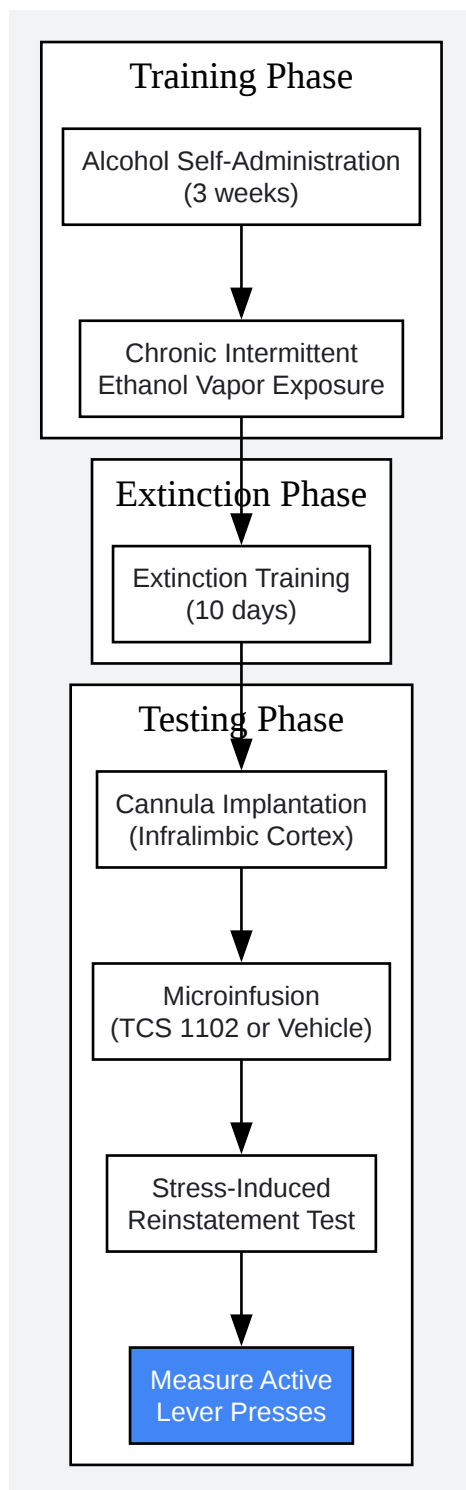 Training Phase
Alcohol Self-Administration
(3 weeks)
Chronic Intermittent
Ethanol Vapor Exposure
Extinction Phase
Extinction Training
(10 days)
Testing Phase
Cannula Implantation
(Infralimbic Cortex)
Microinfusion
(TCS 1102 or Vehicle)
Stress-Induced
Reinstatement Test
Measure Active
Lever Presses